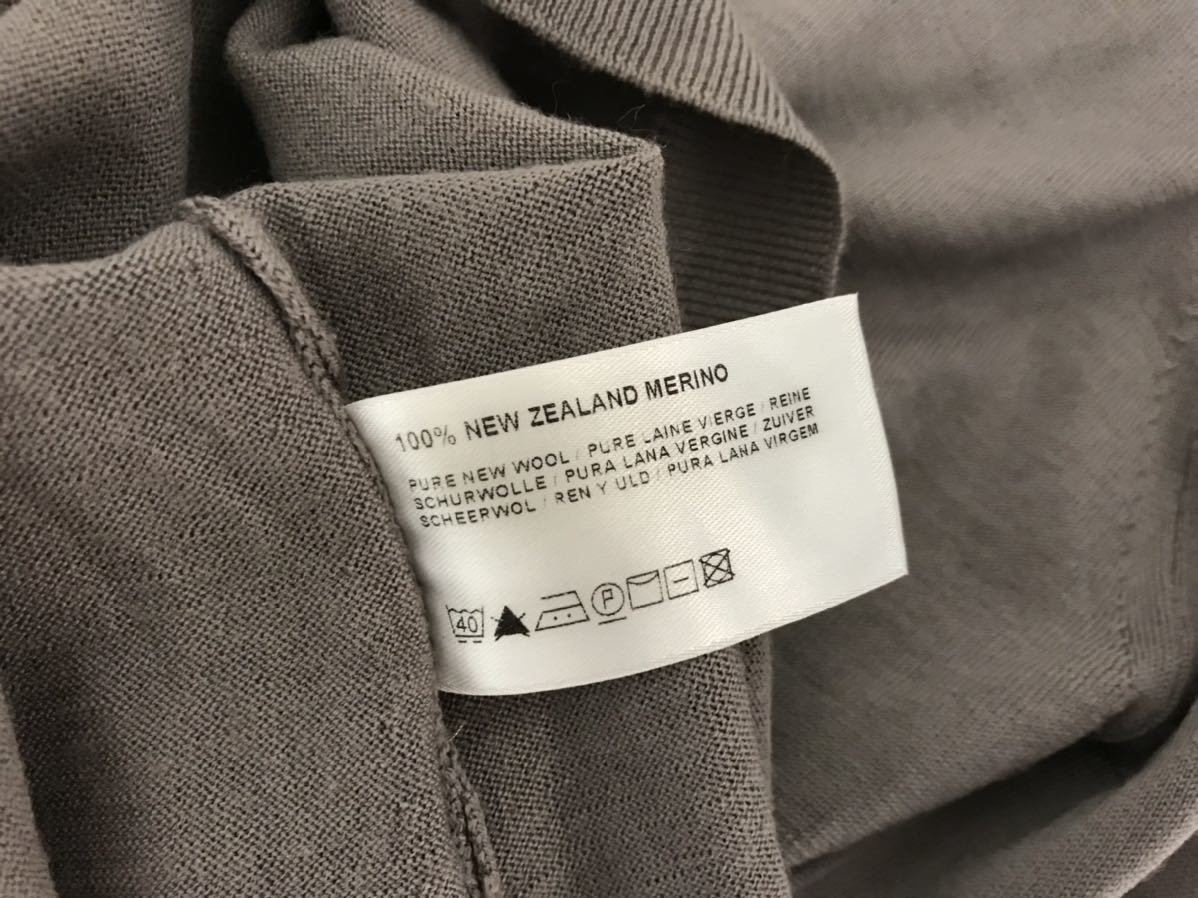 100% NEW ZEALAND MERINO
PURE NEW WOOL / PURE LAINE VIERGE / REINE
SCHURWOLLE / PURA LANA VERGINE / ZUIVER
SCHEERWOL / REN Y ULD / PURA LANA VIRGEM
40 P